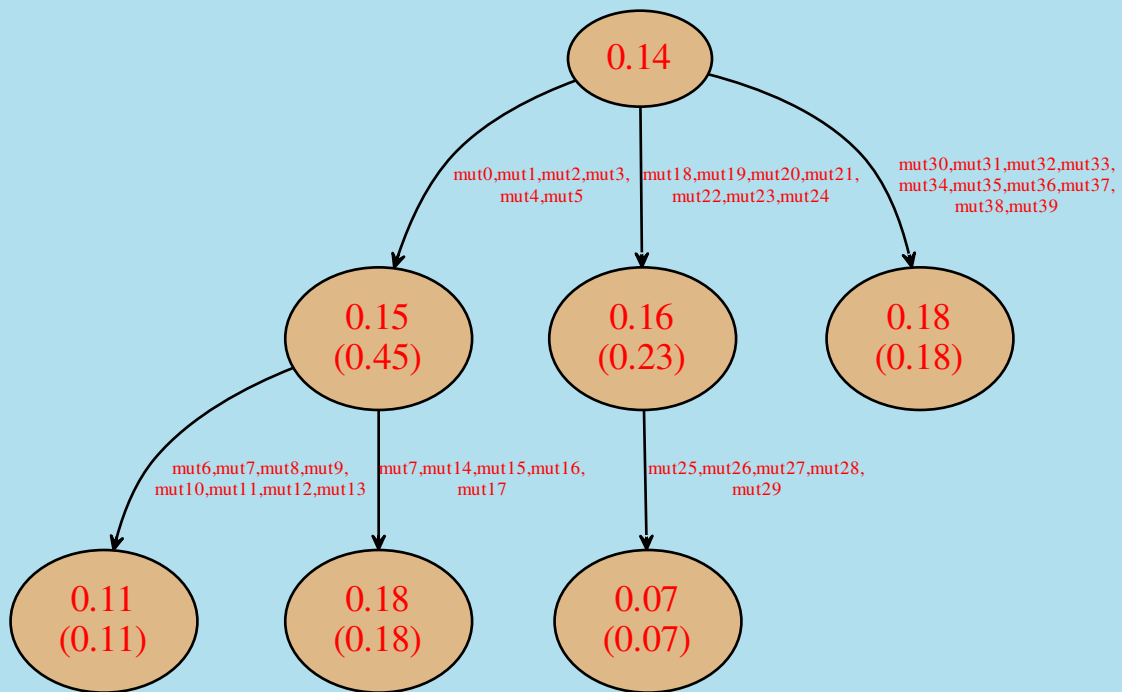 0.14
mut0,mut1,mut2,mut3,
mut4,mut5
mut18,mut19,mut20,mut21,
mut22,mut23,mut24
mut30,mut31,mut32,mut33,
mut34,mut35,mut36,mut37,
mut38,mut39
0.15
(0.45)
0.16
(0.23)
0.18
(0.18)
mut6,mut7,mut8,mut9,
mut10,mut11,mut12,mut13
mut7,mut14,mut15,mut16,
mut17
mut25,mut26,mut27,mut28,
mut29
0.11
(0.11)
0.18
(0.18)
0.07
(0.07)